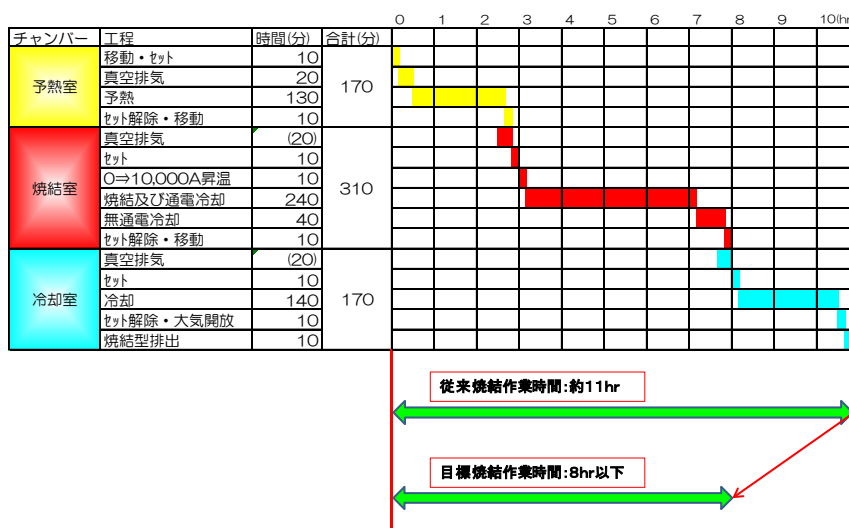 0 1 2 3 4 5 6 7 8 9 10(hr
チャンバー 工程 時間(分) 合計(分)
予熱室 移動・ｾｯﾄ 10 170
真空排気 20
予熱 130
ｾｯﾄ解除・移動 10
焼結室 真空排気 (20) 310
ｾｯﾄ 10
0⇒10,000A昇温 10
焼結及び通電冷却 240
無通電冷却 40
ｾｯﾄ解除・移動 10
冷却室 真空排気 (20) 170
ｾｯﾄ 10
冷却 140
ｾｯﾄ解除・大気開放 10
焼結型排出 10
従来焼結作業時間:約11hr
目標焼結作業時間:8hr以下